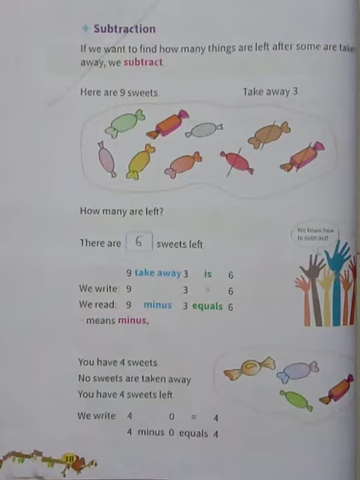 Subtraction
If we want to find how many things are left after some are take
away, we subtract.
Here are 9 sweets Take away 3
How many are left?
There are 6 sweets left
We know how
to subtract!
9 take away 3 is 6
We write: 9 3 = 6
We read: 9 minus 3 equals 6
- means minus.
You have 4 sweets
No sweets are taken away
You have 4 sweets left
We write 4 0 = 4
4 minus 0 equals 4
18